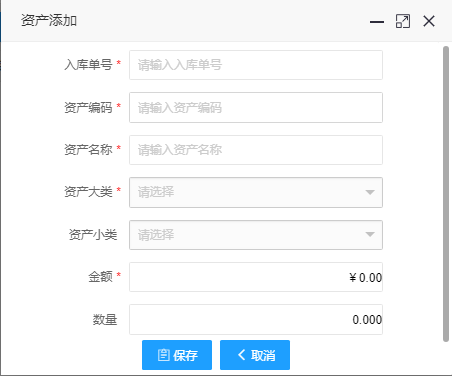 资产添加
入库单号 * 请输入入库单号
资产编码 * 请输入资产编码
资产名称 * 请输入资产名称
资产大类 * 请选择
资产小类 请选择
金额 * ¥ 0.00
数量 0.000
保存 取消